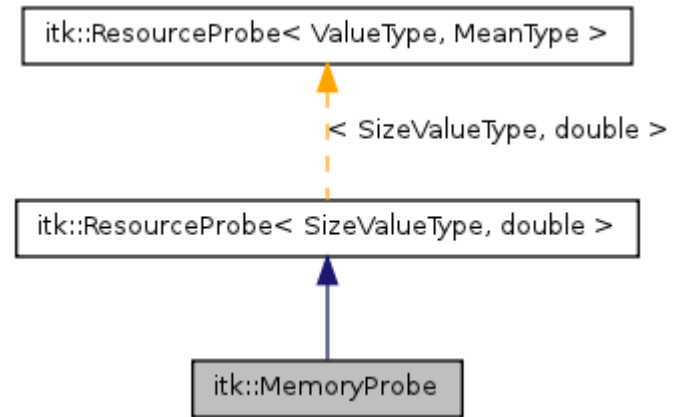 itk::ResourceProbe< ValueType, MeanType >
< SizeValueType, double >
itk::ResourceProbe< SizeValueType, double >
itk::MemoryProbe